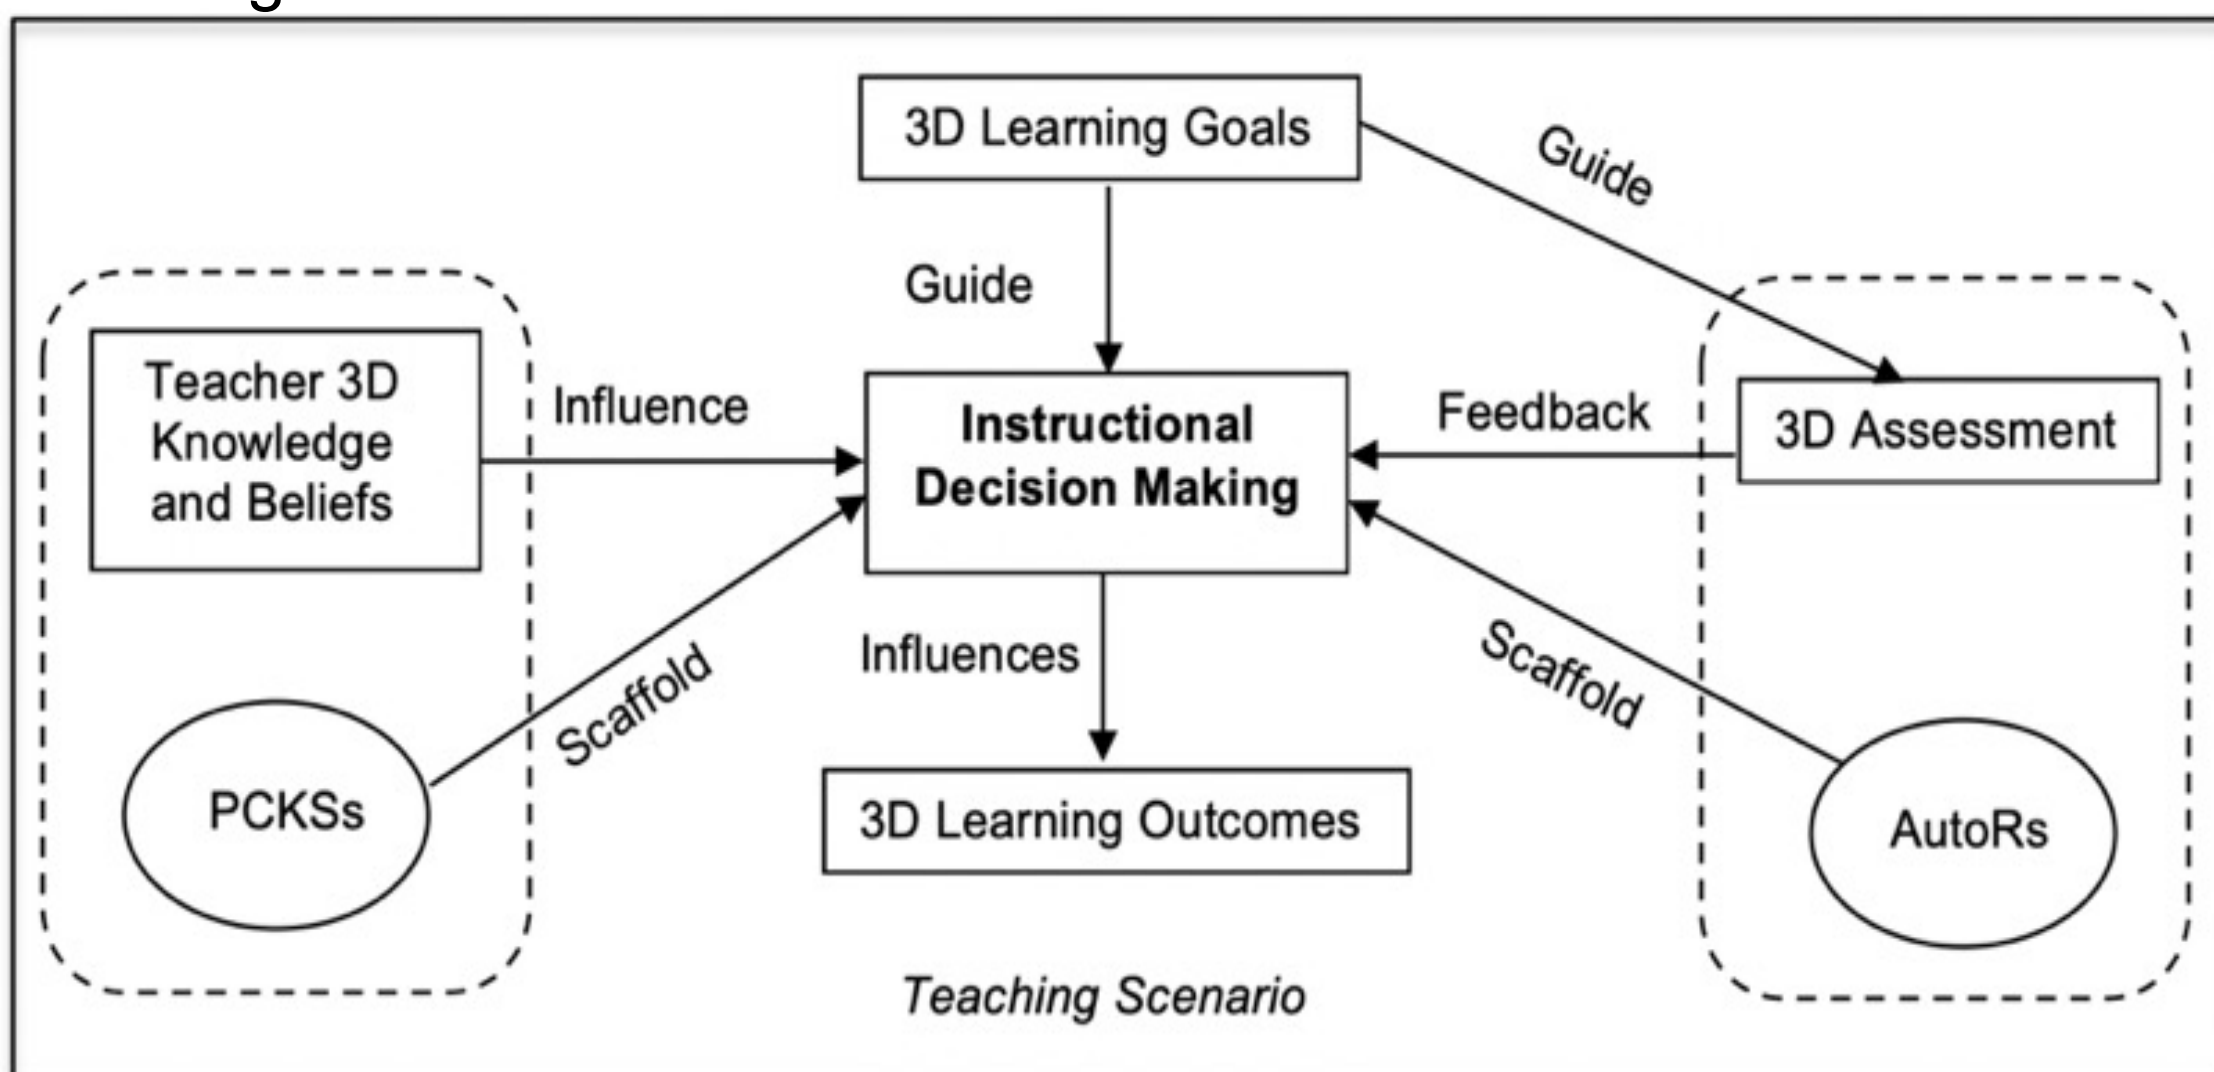 3D Learning Goals
Guide
Guide
Teacher 3D
Knowledge
and Beliefs
Influence
Instructional
Decision Making
Feedback
3D Assessment
Scaffold
Influences
Scaffold
PCKSs
3D Learning Outcomes
AutoRs
Teaching Scenario